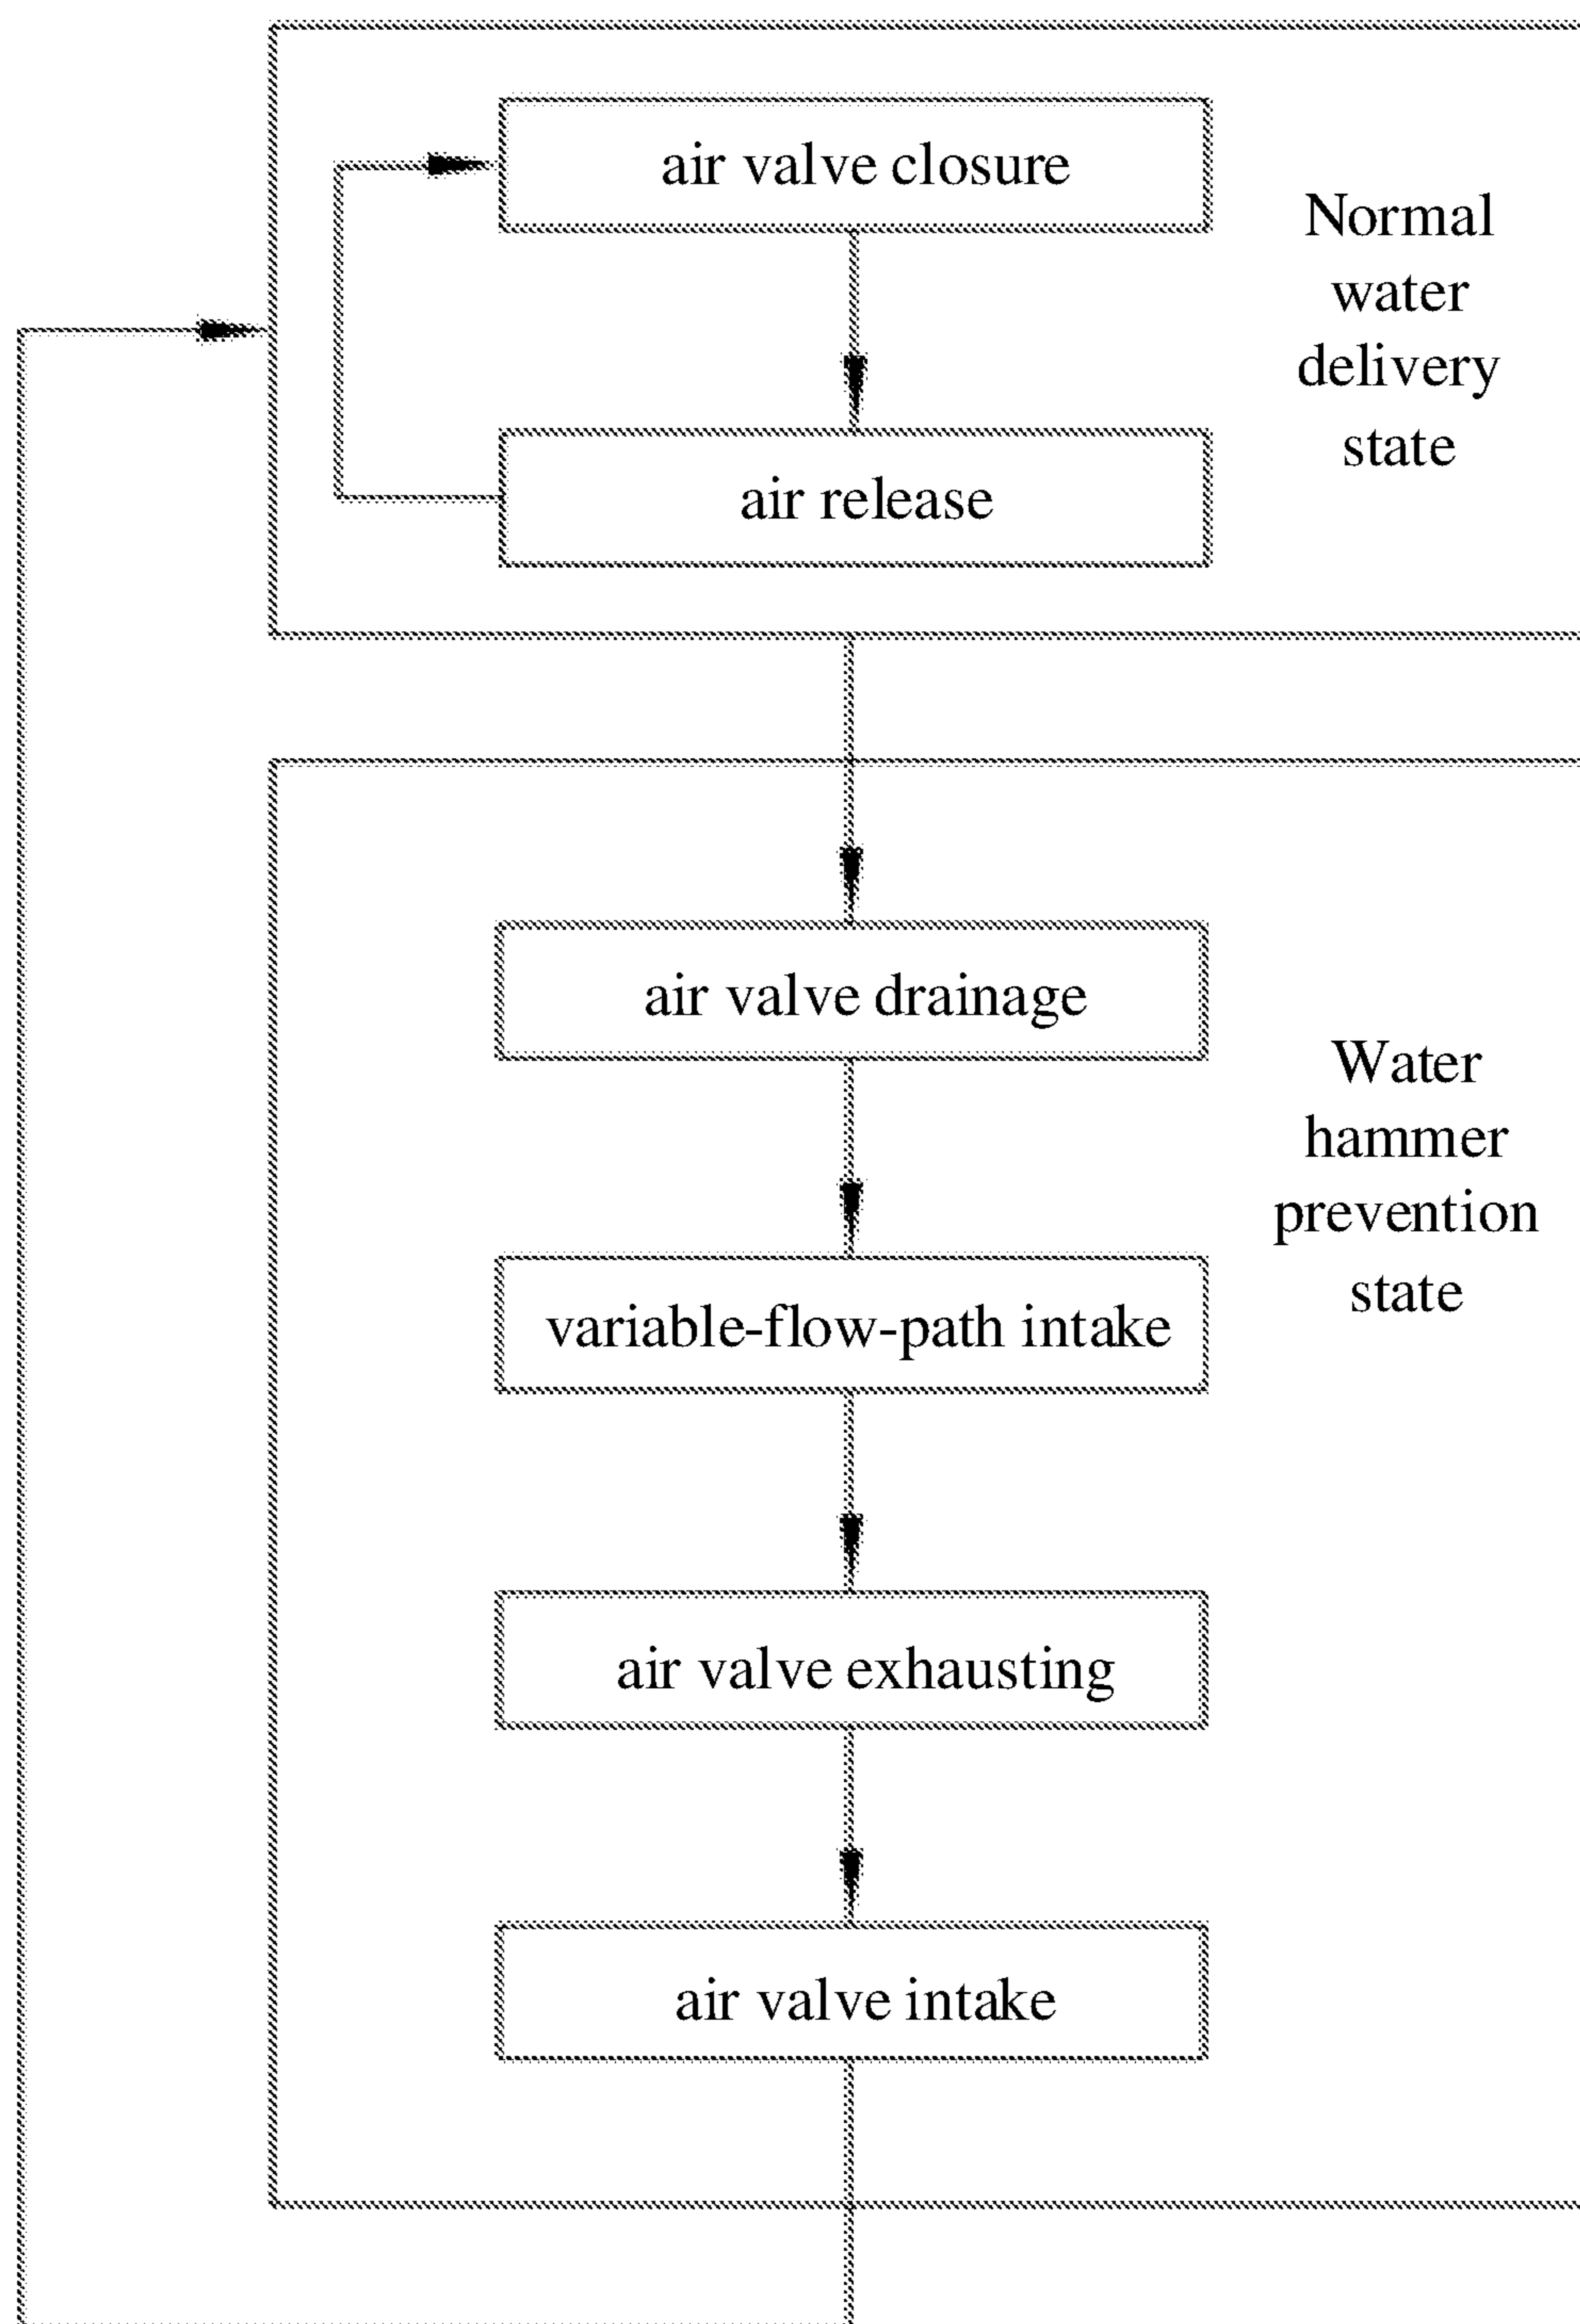 air valve closure
air release
Normal
water
delivery
state
air valve drainage
variable-flow-path intake
air valve exhausting
air valve intake
Water
hammer
prevention
state